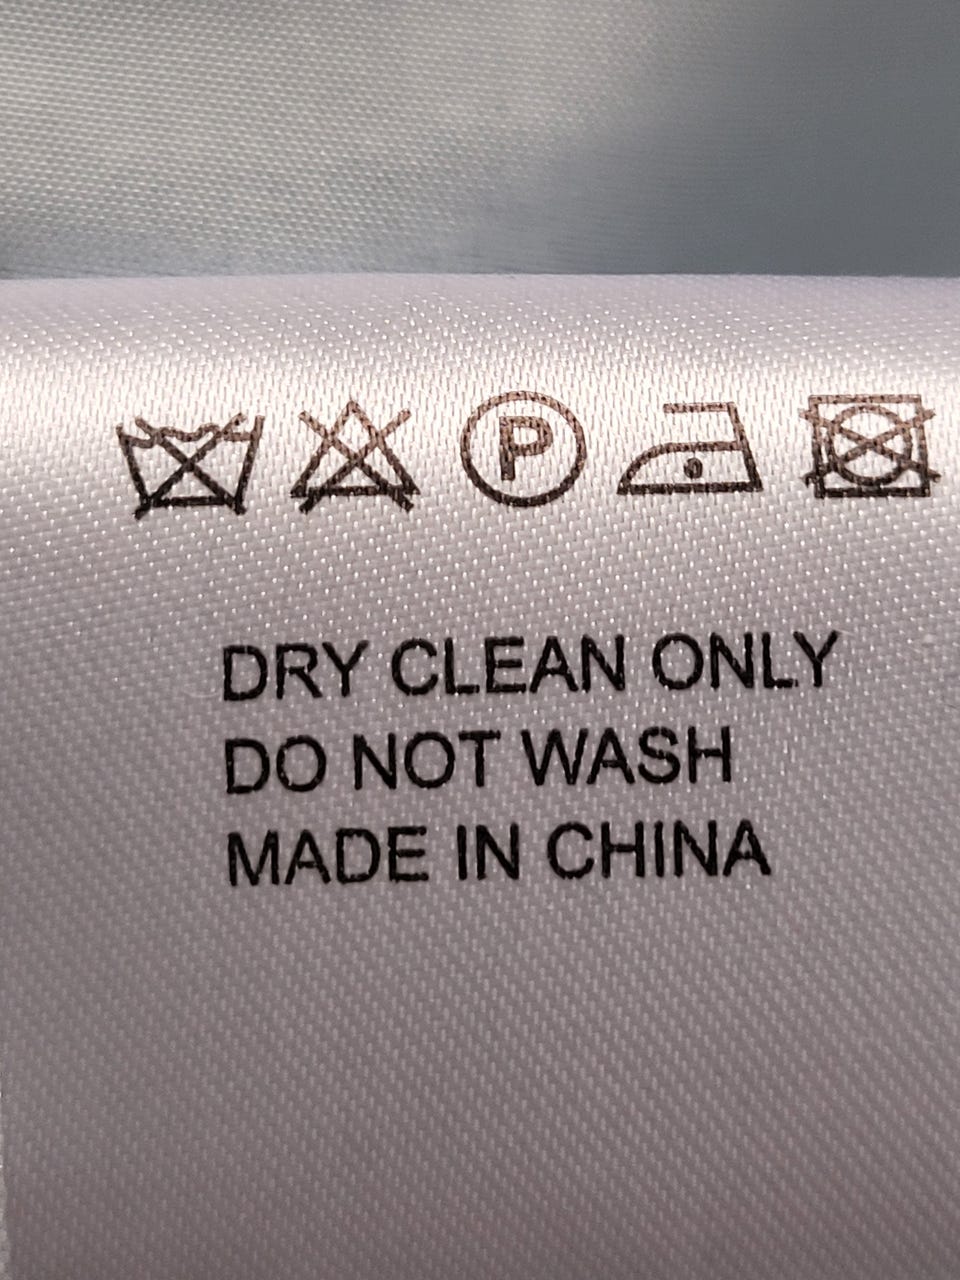 P
DRY CLEAN ONLY
DO NOT WASH
MADE IN CHINA